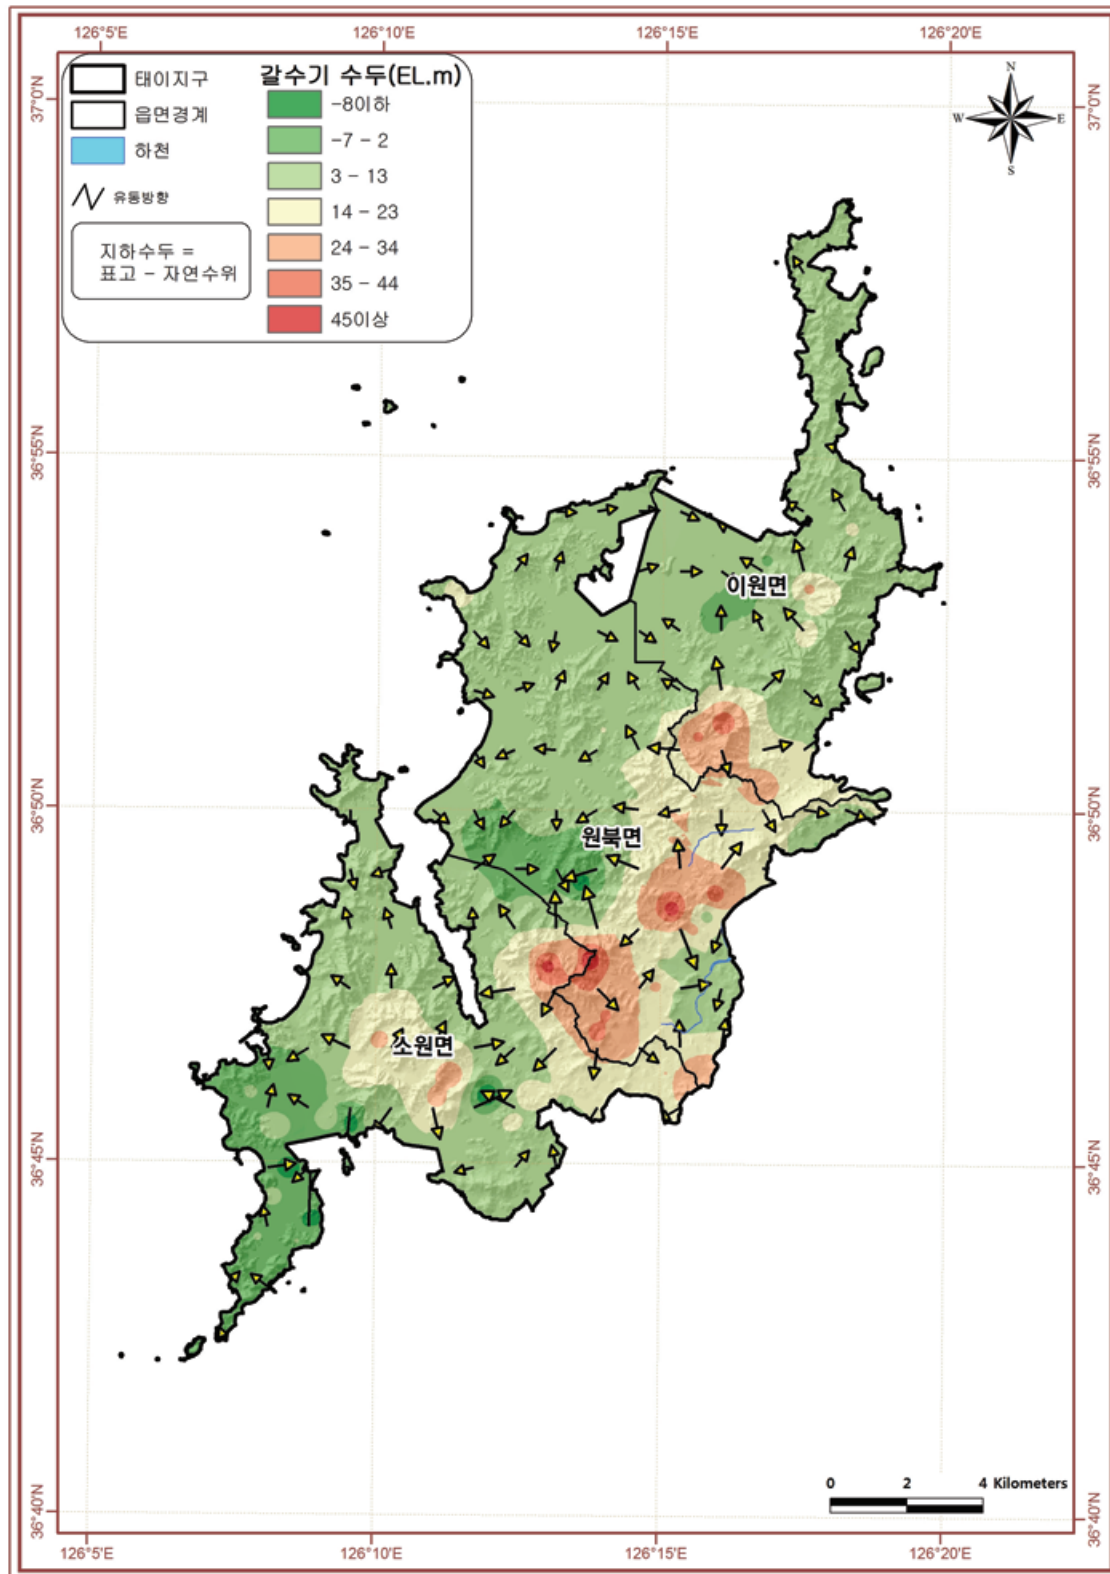 126°5'E 126°10'E 126°15'E 126°20'E
37°0'N
37°0'N
태이지구
읍면경계
하천
유동방향
지하수두 =
표고 - 자연수위
갈수기 수두(EL.m)
-8이하
-7 - 2
3 - 13
14 - 23
24 - 34
35 - 44
45이상
N
W E
S
36°55'N
36°55'N
이원면
36°50'N
36°50'N
원북면
소원면
36°45'N
36°45'N
0 2 4 Kilometers
36°40'N
36°40'N
126°5'E 126°10'E 126°15'E 126°20'E